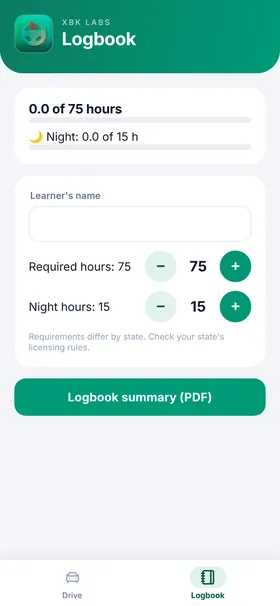 XBK LABS
Logbook
0.0 of 75 hours
🌙 Night: 0.0 of 15 h
Learner's name
Required hours: 75 − 75 +
Night hours: 15 − 15 +
Requirements differ by state. Check your state's
licensing rules.
Logbook summary (PDF)
Drive Logbook